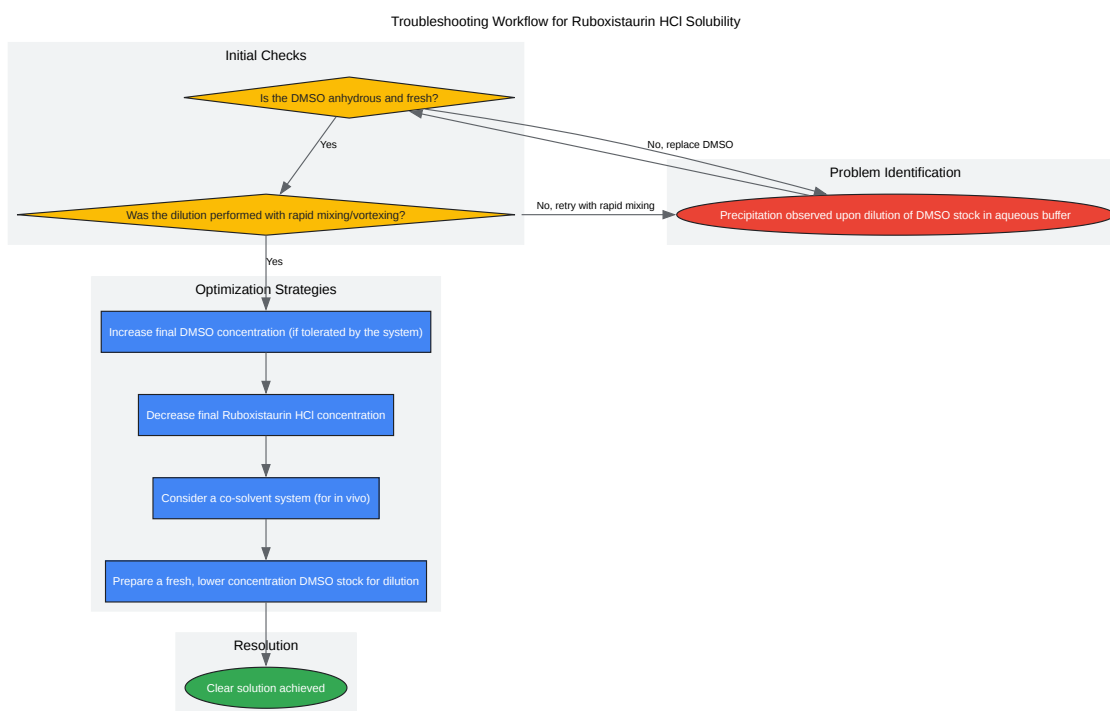 Troubleshooting Workflow for Ruboxistaurin HCl Solubility
Initial Checks
Is the DMSO anhydrous and fresh?
Yes
No, replace DMSO
Problem Identification
Was the dilution performed with rapid mixing/vortexing?
No, retry with rapid mixing
Precipitation observed upon dilution of DMSO stock in aqueous buffer
Yes
Optimization Strategies
Increase final DMSO concentration (if tolerated by the system)
Decrease final Ruboxistaurin HCl concentration
Consider a co-solvent system (for in vivo)
Prepare a fresh, lower concentration DMSO stock for dilution
Resolution
Clear solution achieved